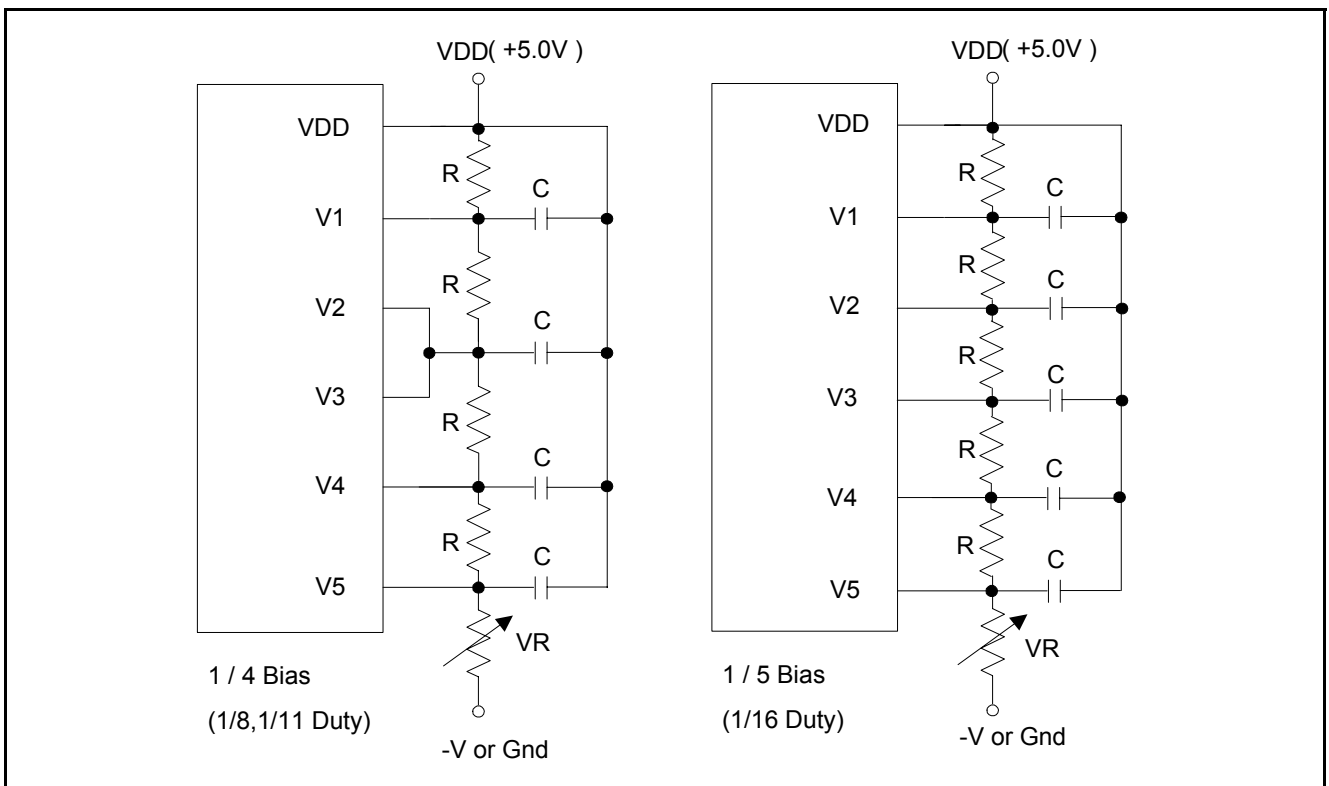 VDD( +5.0V )
VDD
R
C
V1
R
V2
C
V3
R
C
V4
R
C
V5
VR
1 / 4 Bias
(1/8,1/11 Duty)
-V or Gnd
VDD( +5.0V )
VDD
R
C
V1
R
C
V2
R
C
V3
R
C
V4
R
C
V5
VR
1 / 5 Bias
(1/16 Duty)
-V or Gnd